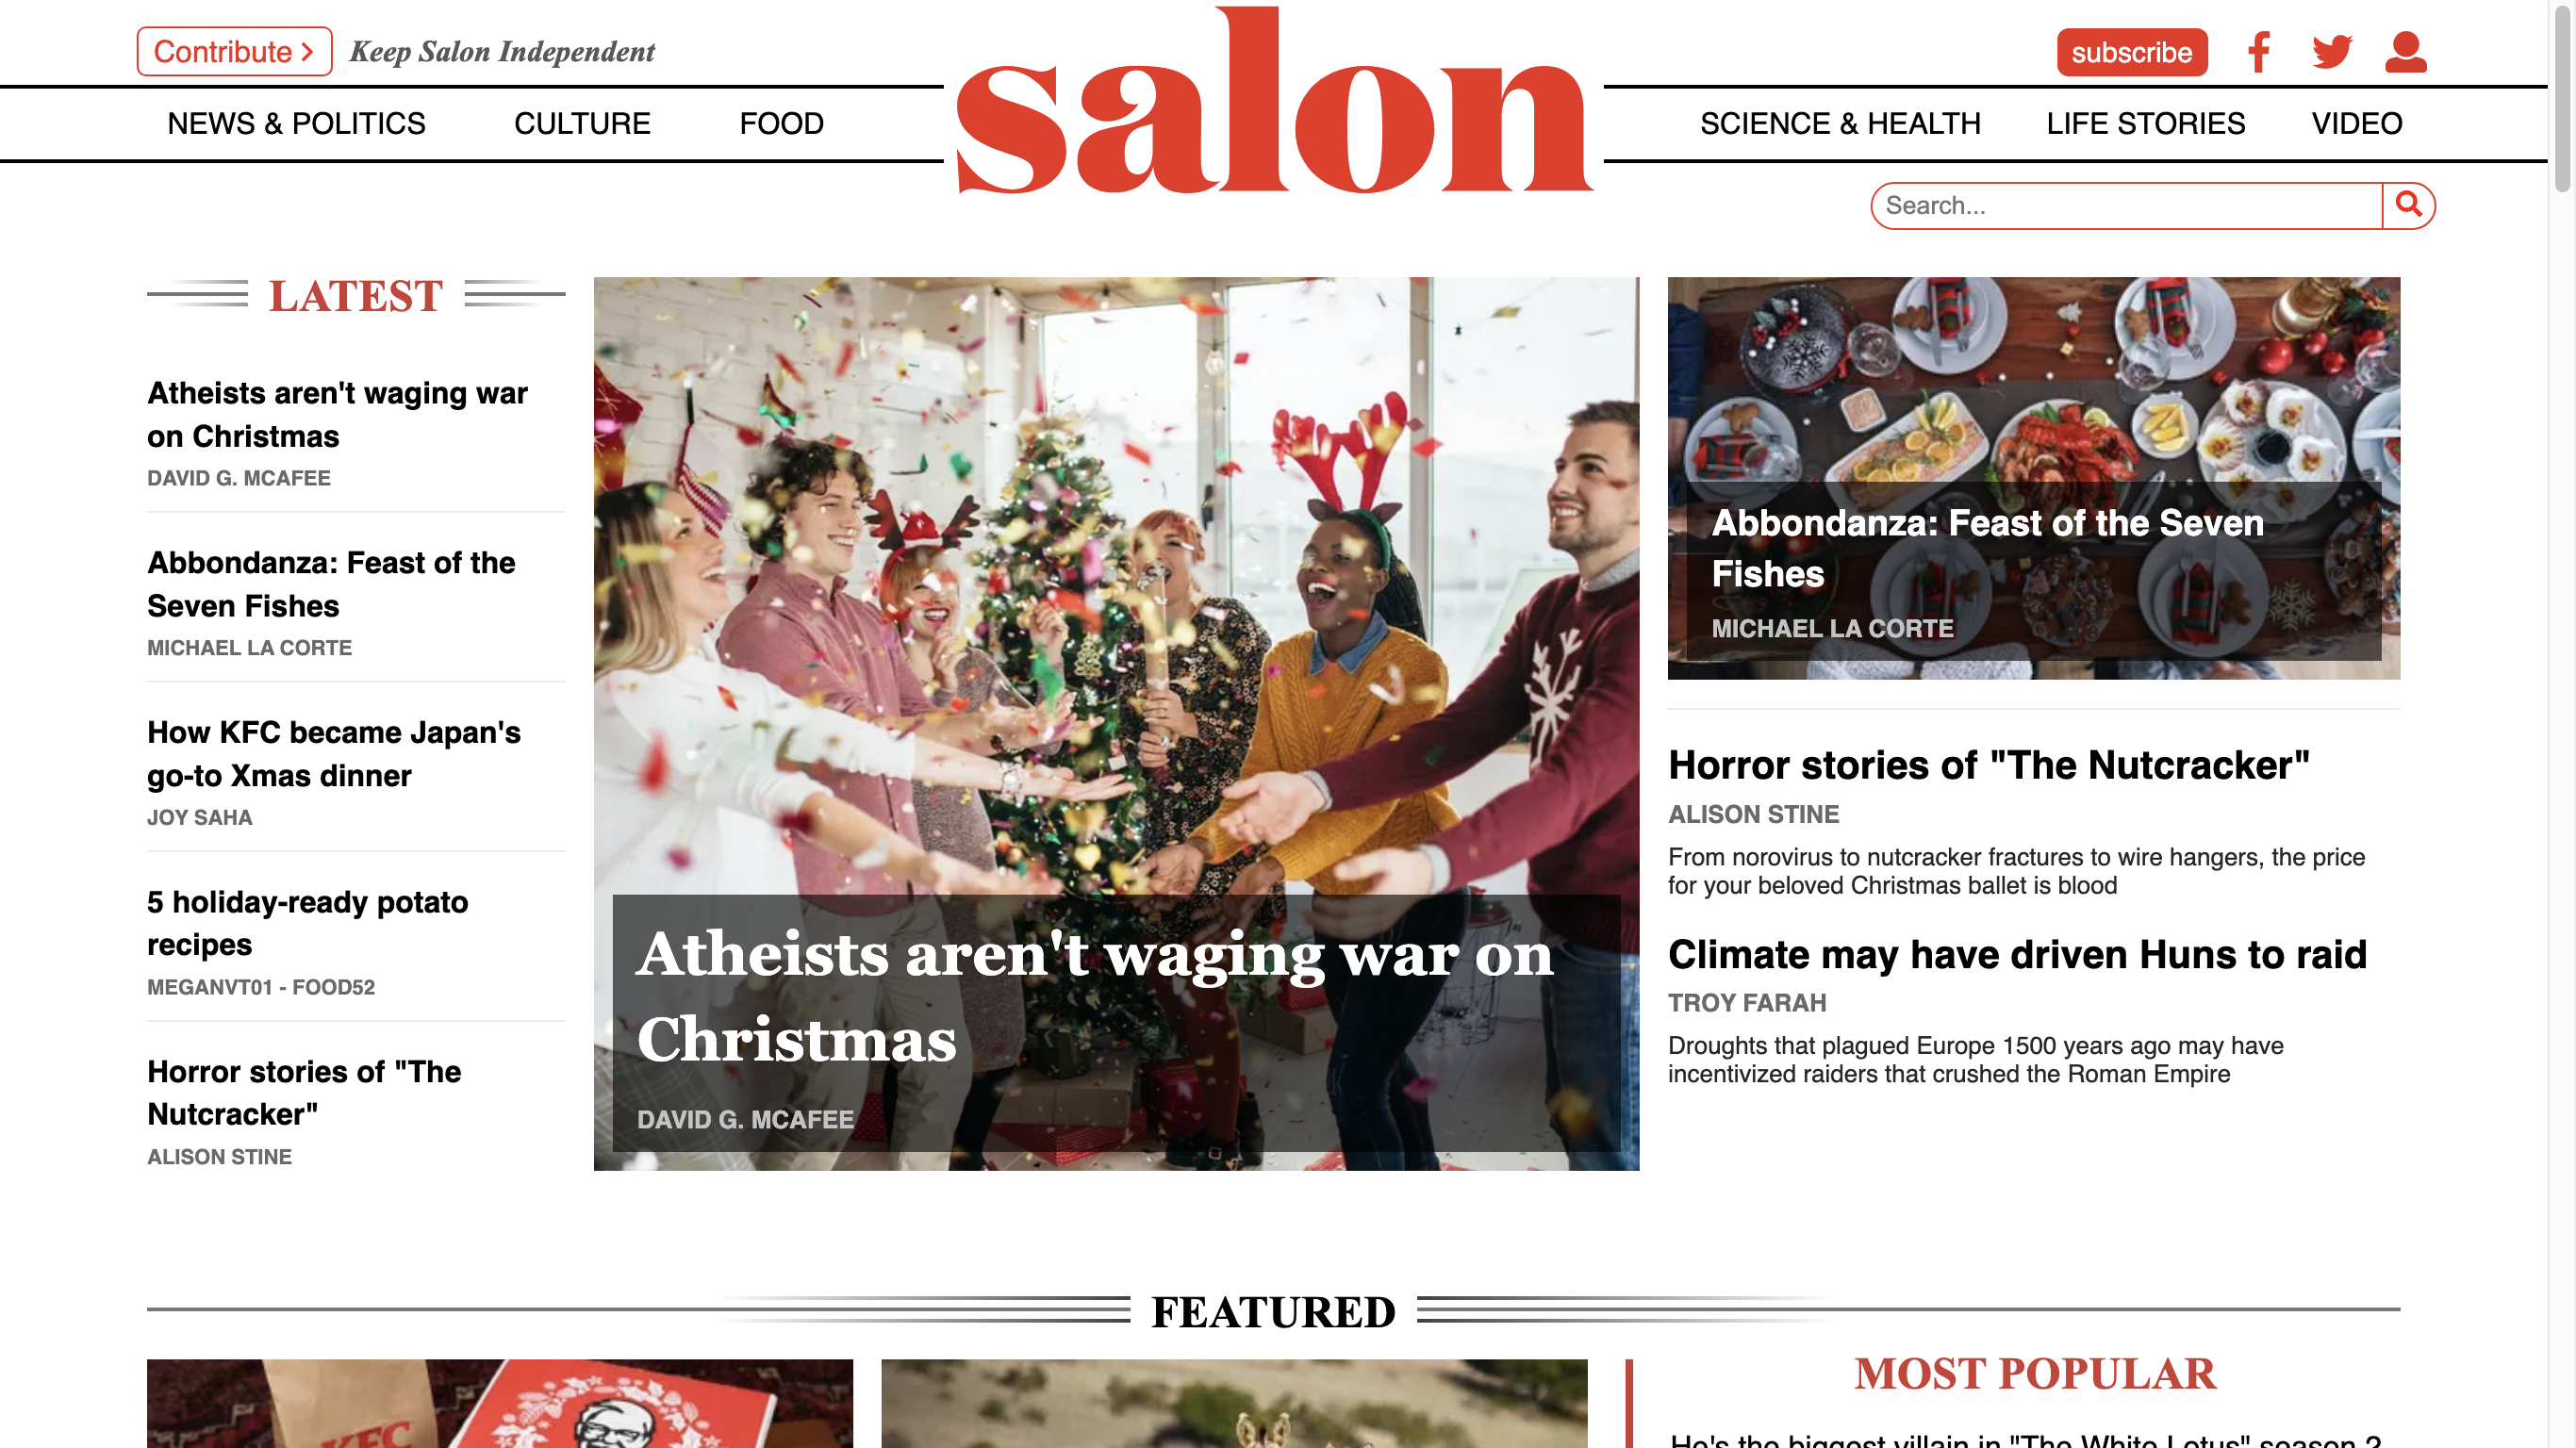 Contribute
Keep Salon Independent
salon
subscribe
NEWS & POLITICS
CULTURE
FOOD
SCIENCE & HEALTH
LIFE STORIES
VIDEO
Search...
LATEST
Atheists aren't waging war
on Christmas
DAVID G. MCAFEE
Abbondanza: Feast of the
Seven Fishes
MICHAEL LA CORTE
How KFC became Japan's
go-to Xmas dinner
JOY SAHA
5 holiday-ready potato
recipes
MEGANVT01 - FOOD52
Horror stories of "The
Nutcracker"
ALISON STINE
Atheists aren't waging war on
Christmas
DAVID G. MCAFEE
Abbondanza: Feast of the Seven
Fishes
MICHAEL LA CORTE
Horror stories of "The Nutcracker"
ALISON STINE
From norovirus to nutcracker fractures to wire hangers, the price
for your beloved Christmas ballet is blood
Climate may have driven Huns to raid
TROY FARAH
Droughts that plagued Europe 1500 years ago may have
incentivized raiders that crushed the Roman Empire
FEATURED
KFC
MOST POPULAR
He's the biggest villain in "The White Lotus" season 2